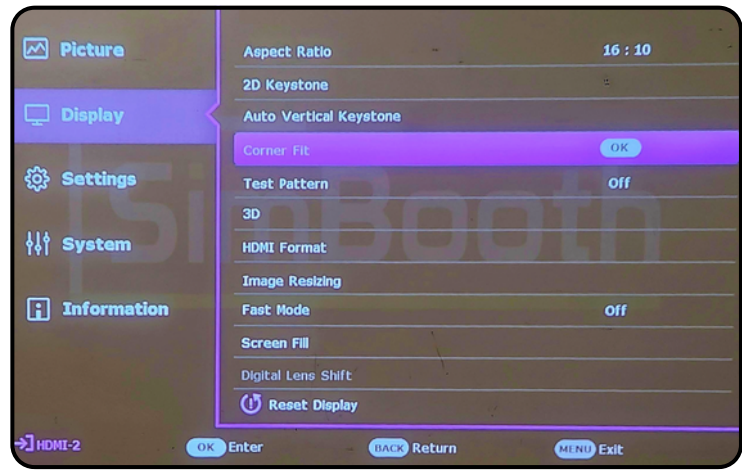 Picture
Display
Settings
System
Information
Aspect Ratio 16 : 10
2D Keystone
Auto Vertical Keystone
Corner Fit OK
Test Pattern Off
3D
HDMI Format
Image Resizing
Fast Mode Off
Screen Fill
Digital Lens Shift
Reset Display
SimBooth
HDMI-2 OK Enter BACK Return MENU Exit